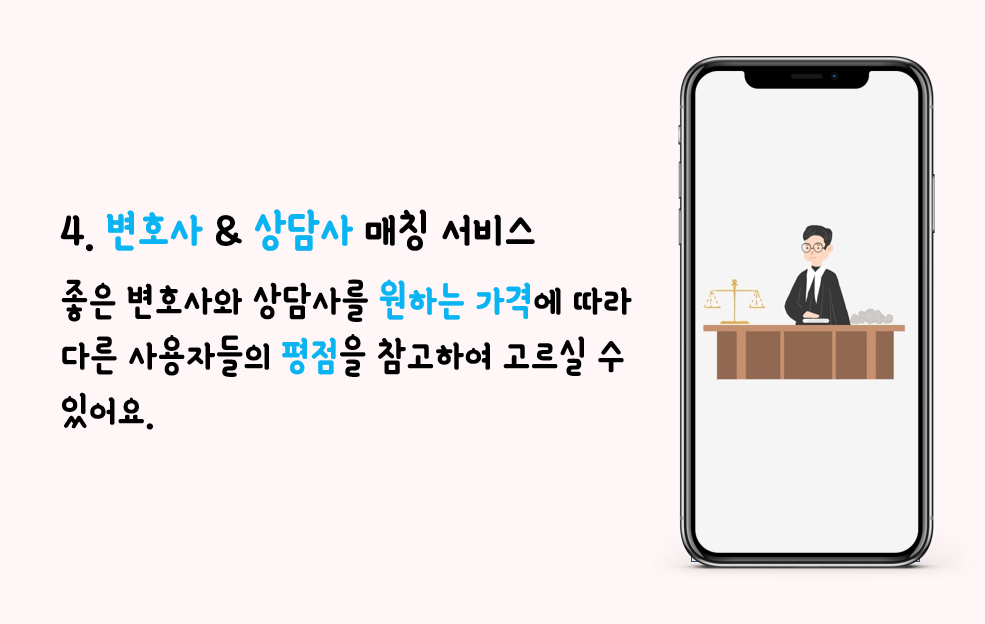 4. 변호사 & 상담사 매칭 서비스
좋은 변호사와 상담사를 원하는 가격에 따라
다른 사용자들의 평점을 참고하여 고르실 수
있어요.